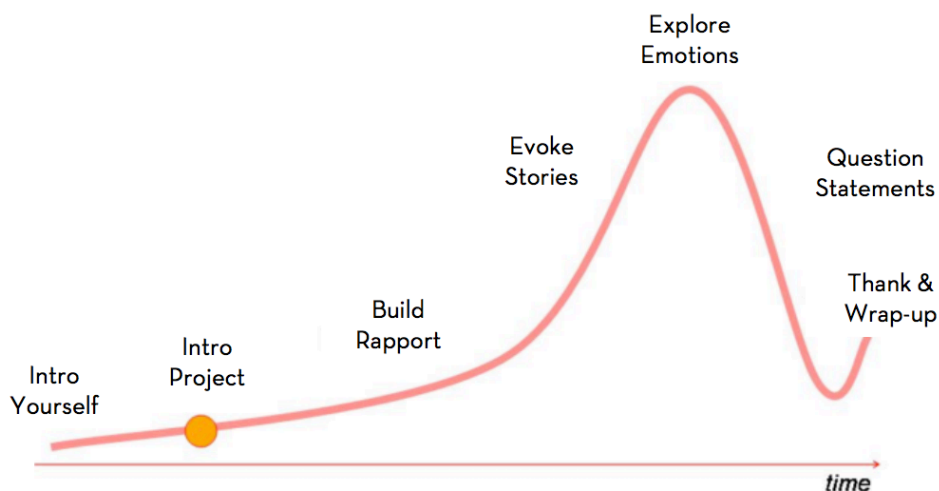 Intro
Yourself
Intro
Project
Build
Rapport
Evoke
Stories
Explore
Emotions
Question
Statements
Thank &
Wrap-up
time